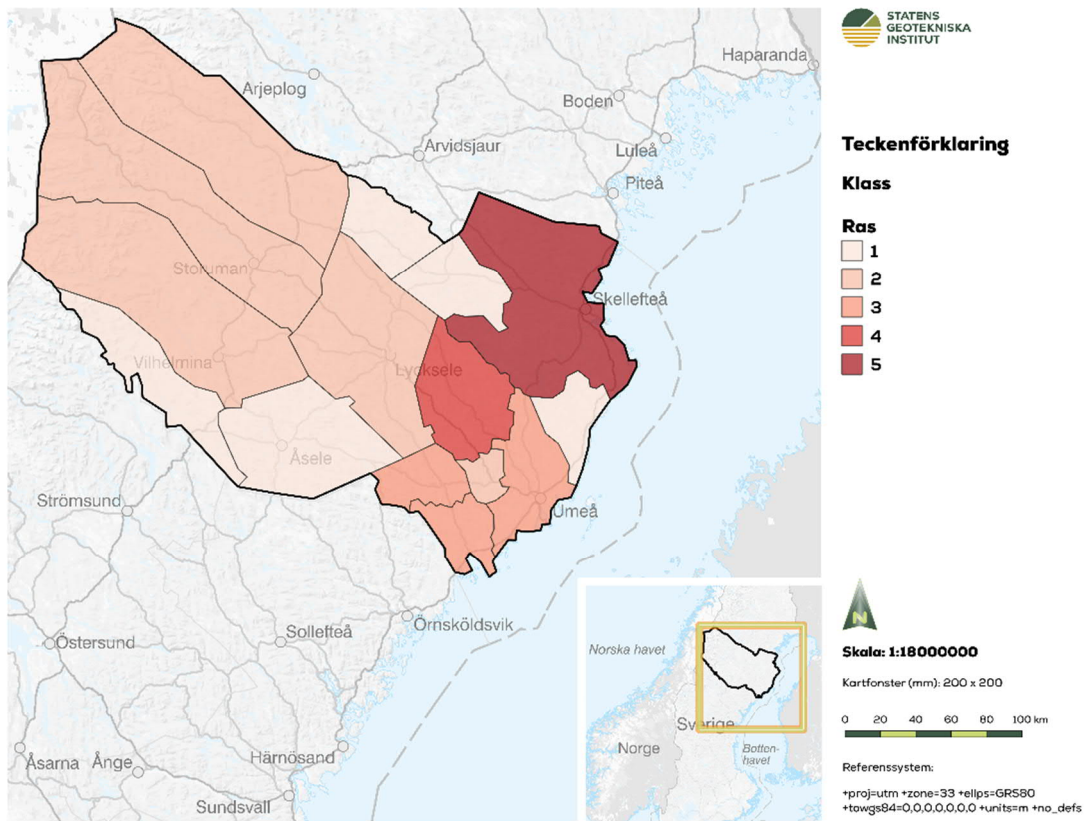 Haparanda
Arjeplog
Boden
Arvidsjaur
Luleå
Piteå
Storuman
Skellefteå
Vilhelmina
Lycksele
Åsele
Strömsund
Umeå
Örnsköldsvik
Sollefteå
Östersund
Härnösand
Åsarna
Ånge
Sundsvall
Norska havet
Sverige
Norge
Botten-
havet
STATENS
GEOTEKNISKA
INSTITUT
Teckenförklaring
Klass
Ras
1
2
3
4
5
N
Skala: 1:18000000
Kartfonster (mm): 200 x 200
0 20 40 60 80 100 km
Referenssystem:
+proj=utm +zone=33 +ellps=GRS80
+towgs84=0,0,0,0,0,0,0 +units=m +no_defs